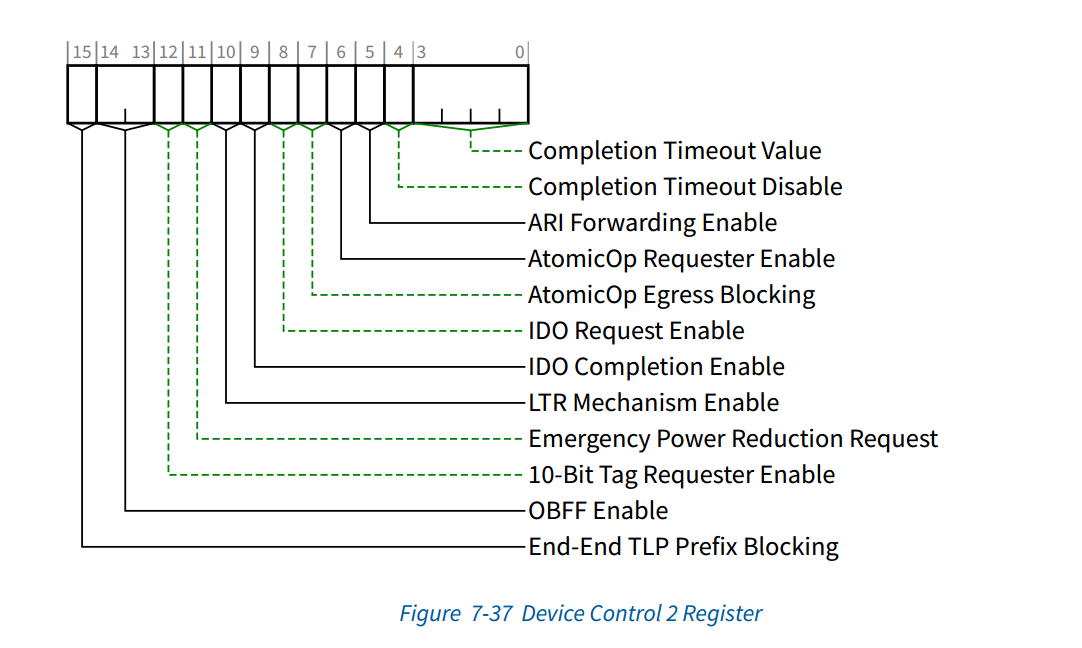 15 14 13 12 11 10 9 8 7 6 5 4 3 0
Completion Timeout Value
Completion Timeout Disable
ARI Forwarding Enable
AtomicOp Requester Enable
AtomicOp Egress Blocking
IDO Request Enable
IDO Completion Enable
LTR Mechanism Enable
Emergency Power Reduction Request
10-Bit Tag Requester Enable
OBFF Enable
End-End TLP Prefix Blocking
Figure 7-37 Device Control 2 Register